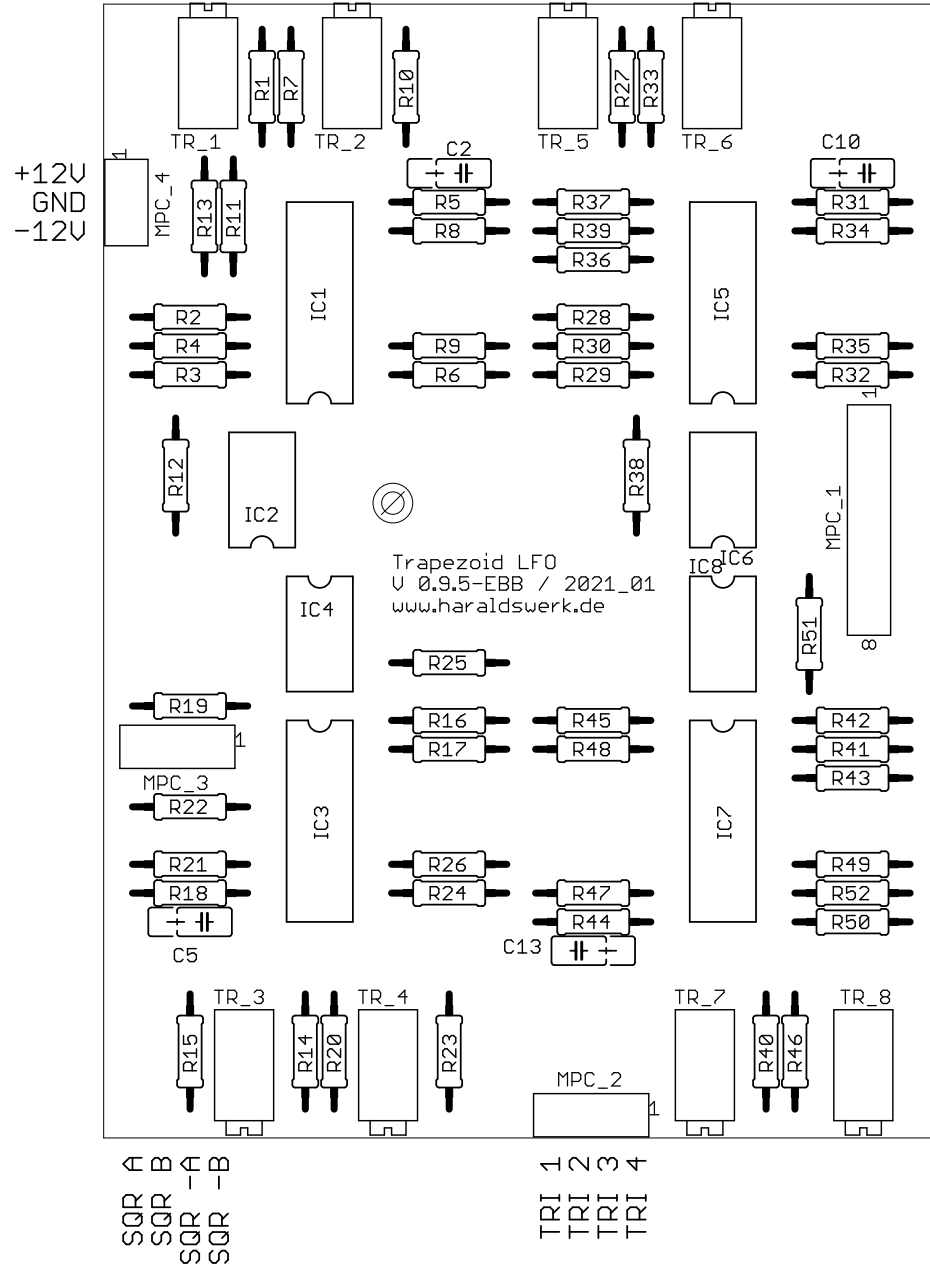 TR_1
R1
R7
TR_2
R10
TR_5
R27
R33
TR_6
+12V
GND
-12V
1
MPC_4
R13
R11
C2
R5
R8
R37
R39
R36
C10
R31
R34
IC1
IC5
R2
R4
R3
R9
R6
R28
R30
R29
R35
R32
R12
IC2
R38
1
MPC_1
8
Trapezoid LFO
V 0.9.5-EBB / 2021_01
www.haraldswerk.de
IC8
IC6
IC4
R51
R25
R19
1
MPC_3
R16
R17
R45
R48
R42
R41
R43
R22
IC3
IC7
R21
R18
C5
R26
R24
R47
R44
C13
R49
R52
R50
TR_3
TR_4
TR_7
TR_8
R15
R14
R20
R23
R40
R46
MPC_2
1
SQR A
SQR B
SQR -A
SQR -B
TRI 1
TRI 2
TRI 3
TRI 4